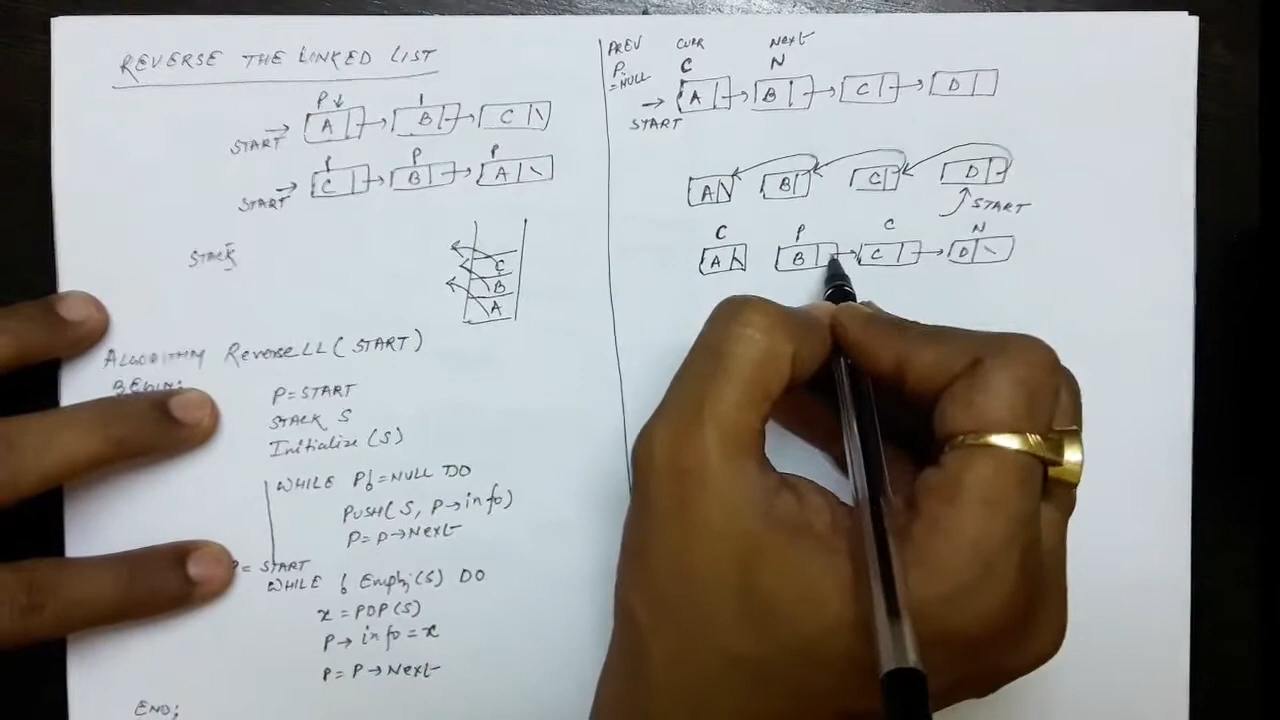 REVERSE THE LINKED LIST
P↓
A B C
START
P P P
C B A
START
STACK
C
B
A
ALGORITHM ReverseLL(START)
BEGIN:
P=START
STACK S
Initialize(S)
WHILE P!=NULL DO
PUSH(S, P→info)
P=P→Next
P=START
WHILE ! Empty(S) DO
x=POP(S)
P→info=x
P=P→Next
END;
PREV CURR Next
P=NULL C N
A B C D
START
A B C D
START
C P C N
A B C D